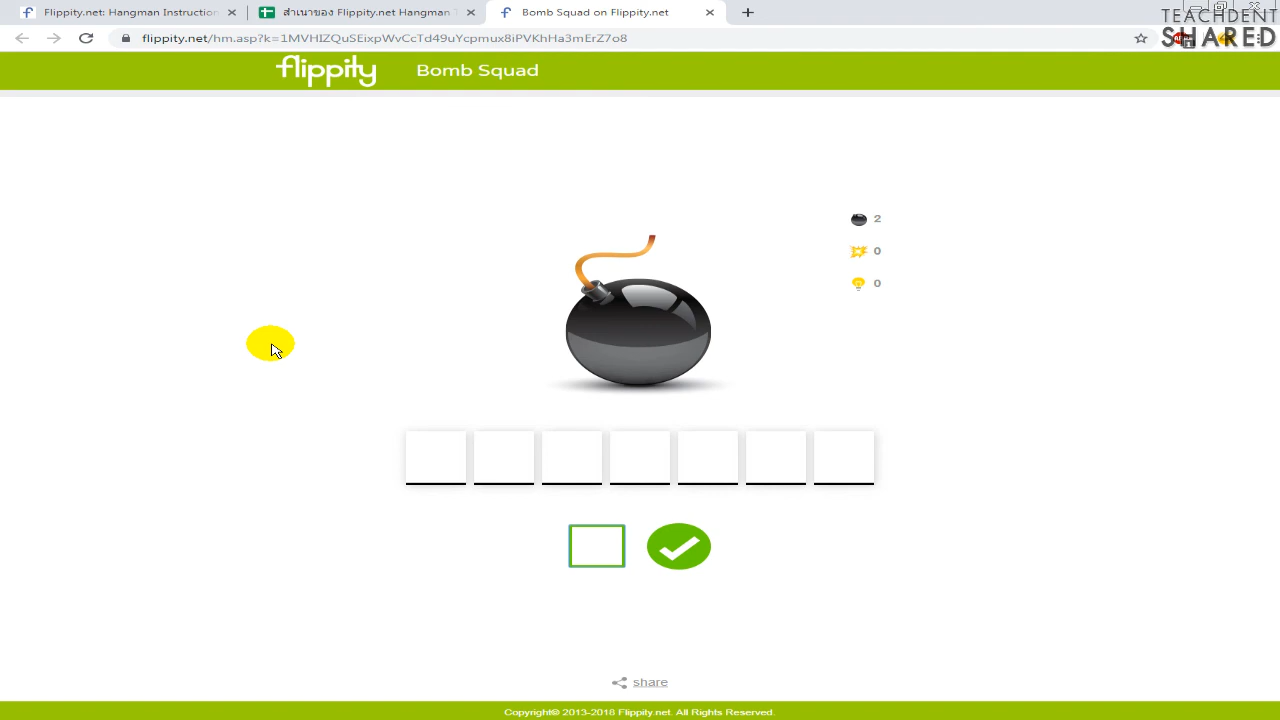 Flippity.net: Hangman Instruction
สำเนาของ Flippity.net Hangman T
Bomb Squad on Flippity.net
TEACHDENT
SHARED
flippity.net/hm.asp?k=1MVHIZQuSEixpWvCcTd49uYcpmux8iPVKhHa3mErZ7o8
flippity
Bomb Squad
2
0
0
share
Copyright© 2013-2018 Flippity.net. All Rights Reserved.